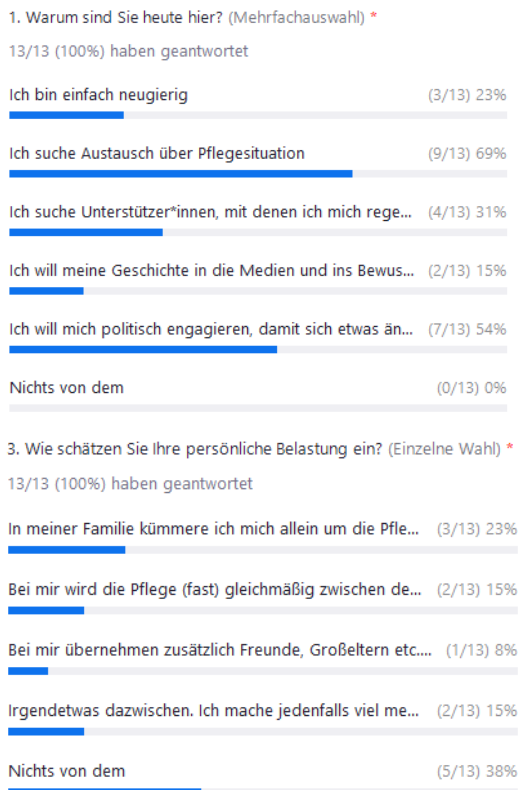 1. Warum sind Sie heute hier? (Mehrfachauswahl) *
13/13 (100%) haben geantwortet
Ich bin einfach neugierig (3/13) 23%
Ich suche Austausch über Pflegesituation (9/13) 69%
Ich suche Unterstützer*innen, mit denen ich mich rege... (4/13) 31%
Ich will meine Geschichte in die Medien und ins Bewus... (2/13) 15%
Ich will mich politisch engagieren, damit sich etwas än... (7/13) 54%
Nichts von dem (0/13) 0%
3. Wie schätzen Sie Ihre persönliche Belastung ein? (Einzelne Wahl) *
13/13 (100%) haben geantwortet
In meiner Familie kümmere ich mich allein um die Pfle... (3/13) 23%
Bei mir wird die Pflege (fast) gleichmäßig zwischen de... (2/13) 15%
Bei mir übernehmen zusätzlich Freunde, Großeltern etc.... (1/13) 8%
Irgendetwas dazwischen. Ich mache jedenfalls viel me... (2/13) 15%
Nichts von dem (5/13) 38%